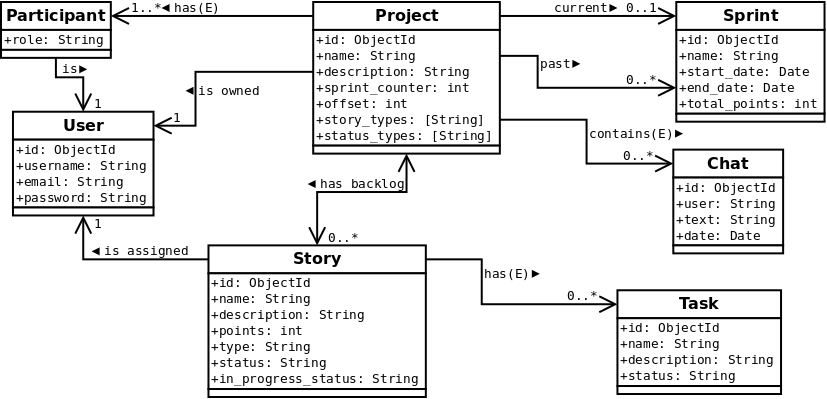 Participant
+role: String
1..*◄ has(E)
Project
+id: ObjectId
+name: String
+description: String
+sprint_counter: int
+offset: int
+story_types: [String]
+status_types: [String]
current► 0..1
Sprint
+id: ObjectId
+name: String
+start_date: Date
+end_date: Date
+total_points: int
past►
0..*
is►
1
◄ is owned
1
User
+id: ObjectId
+username: String
+email: String
+password: String
contains(E)►
0..*
Chat
+id: ObjectId
+user: String
+text: String
+date: Date
◄ has backlog
0..*
1
◄ is assigned
Story
+id: ObjectId
+name: String
+description: String
+points: int
+type: String
+status: String
+in_progress_status: String
has(E)►
0..*
Task
+id: ObjectId
+name: String
+description: String
+status: String